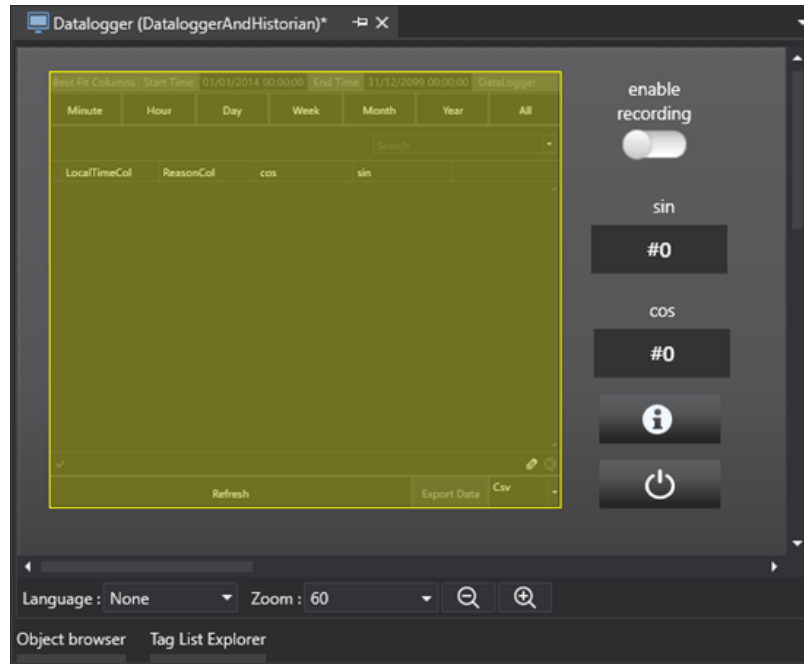 Datalogger (DataloggerAndHistorian)*
Best Fit Columns Start Time 01/01/2014 00:00:00 End Time 31/12/2099 00:00:00 DataLogger
Minute Hour Day Week Month Year All
Search
LocalTimeCol ReasonCol cos sin
Refresh Export Data Csv
enable
recording
sin
#0
cos
#0
Language : None Zoom : 60
Object browser Tag List Explorer